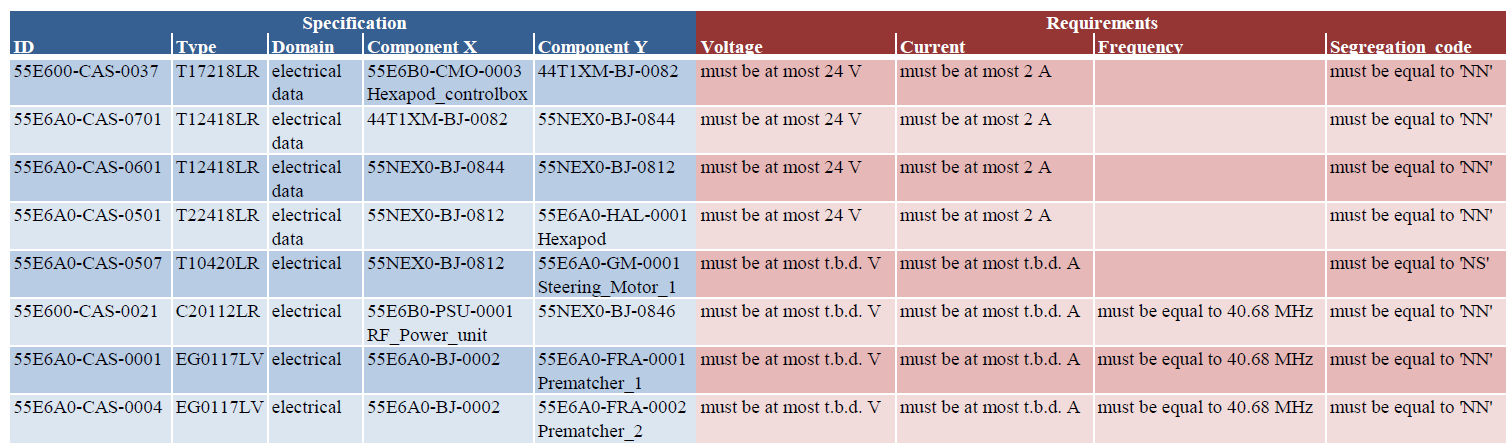 Specification Requirements
ID Type Domain Component X Component Y Voltage Current Frequency Segregation code
55E600-CAS-0037 T17218LR electrical 55E6B0-CMO-0003 44T1XM-BJ-0082 must be at most 24 V must be at most 2 A must be equal to 'NN'
data Hexapod_controlbox
55E6A0-CAS-0701 T12418LR electrical 44T1XM-BJ-0082 55NEX0-BJ-0844 must be at most 24 V must be at most 2 A must be equal to 'NN'
data
55E6A0-CAS-0601 T12418LR electrical 55NEX0-BJ-0844 55NEX0-BJ-0812 must be at most 24 V must be at most 2 A must be equal to 'NN'
data
55E6A0-CAS-0501 T22418LR electrical 55NEX0-BJ-0812 55E6A0-HAL-0001 must be at most 24 V must be at most 2 A must be equal to 'NN'
data Hexapod
55E6A0-CAS-0507 T10420LR electrical 55NEX0-BJ-0812 55E6A0-GM-0001 must be at most t.b.d. V must be at most t.b.d. A must be equal to 'NS'
Steering_Motor_1
55E600-CAS-0021 C20112LR electrical 55E6B0-PSU-0001 55NEX0-BJ-0846 must be at most t.b.d. V must be at most t.b.d. A must be equal to 40.68 MHz must be equal to 'NN'
RF_Power_unit
55E6A0-CAS-0001 EG0117LV electrical 55E6A0-BJ-0002 55E6A0-FRA-0001 must be at most t.b.d. V must be at most t.b.d. A must be equal to 40.68 MHz must be equal to 'NN'
Prematcher_1
55E6A0-CAS-0004 EG0117LV electrical 55E6A0-BJ-0002 55E6A0-FRA-0002 must be at most t.b.d. V must be at most t.b.d. A must be equal to 40.68 MHz must be equal to 'NN'
Prematcher_2